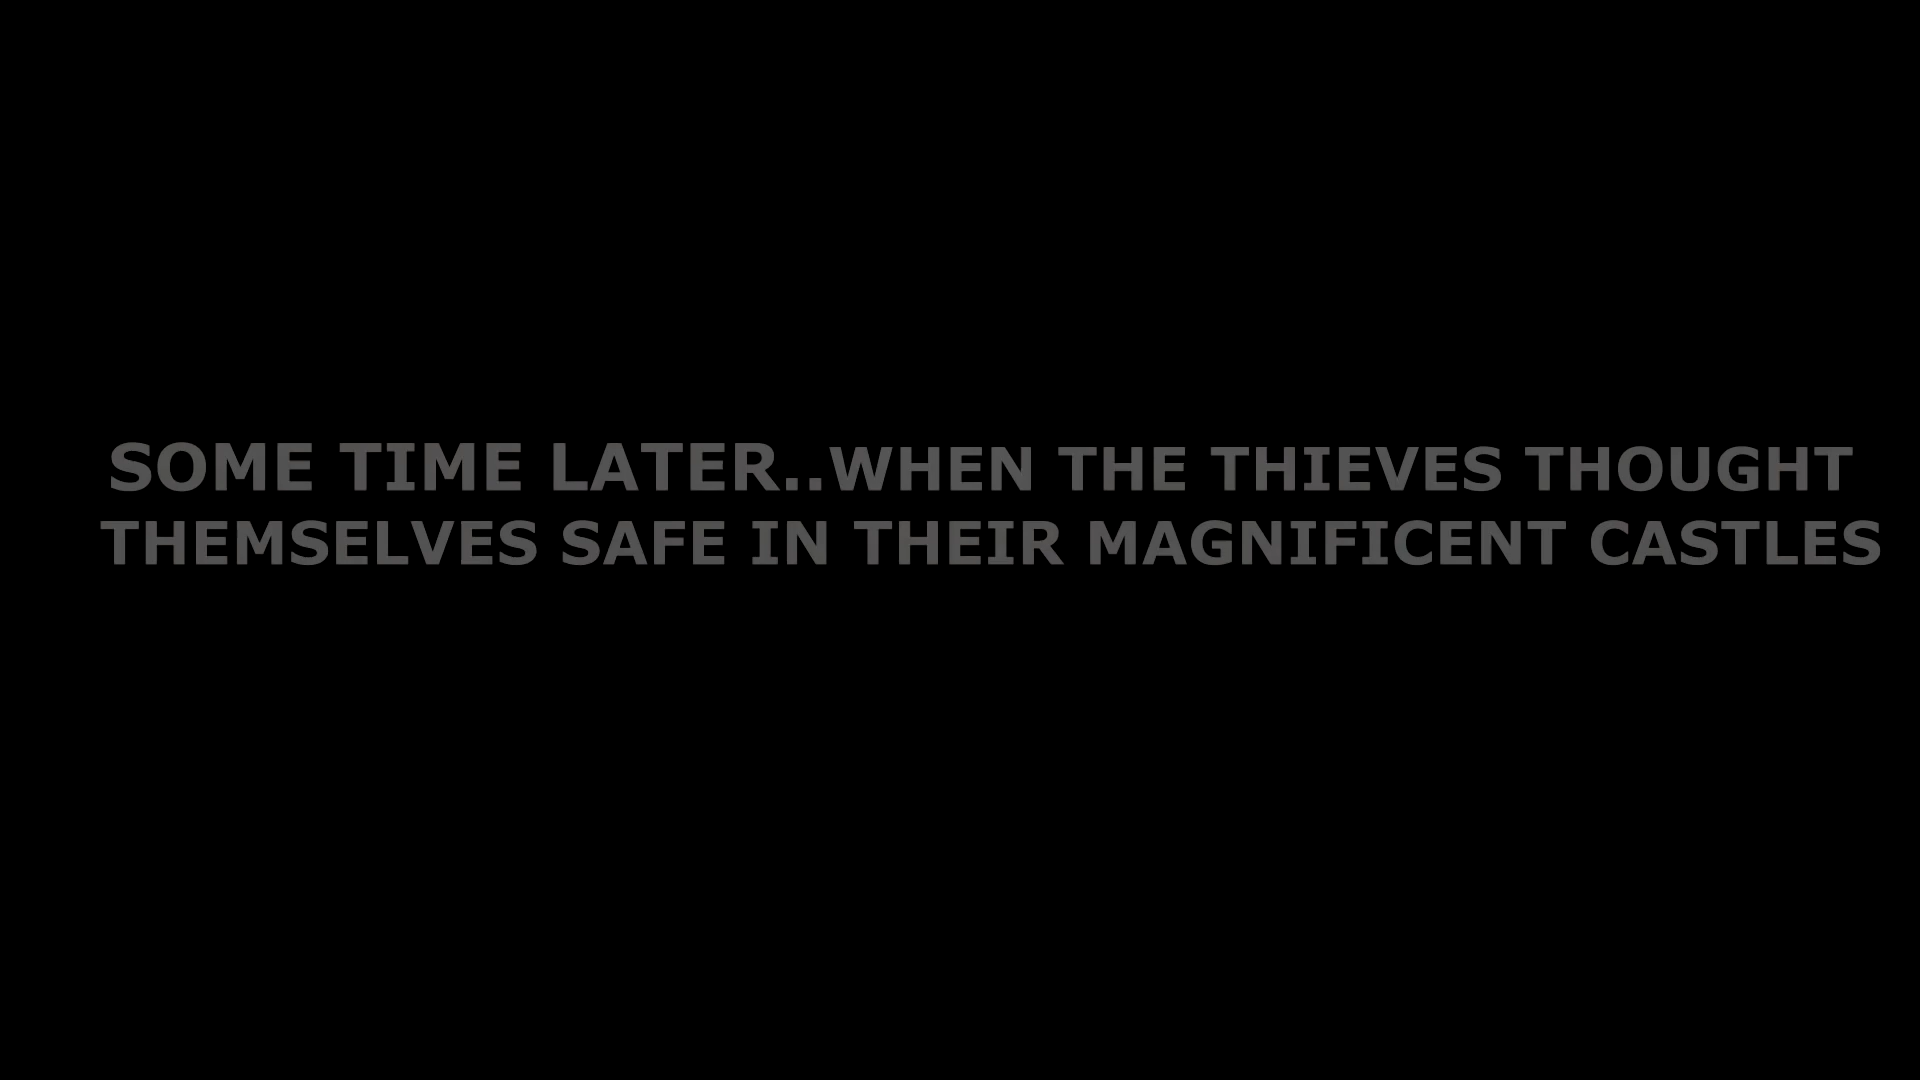 SOME TIME LATER..WHEN THE THIEVES THOUGHT
THEMSELVES SAFE IN THEIR MAGNIFICENT CASTLES